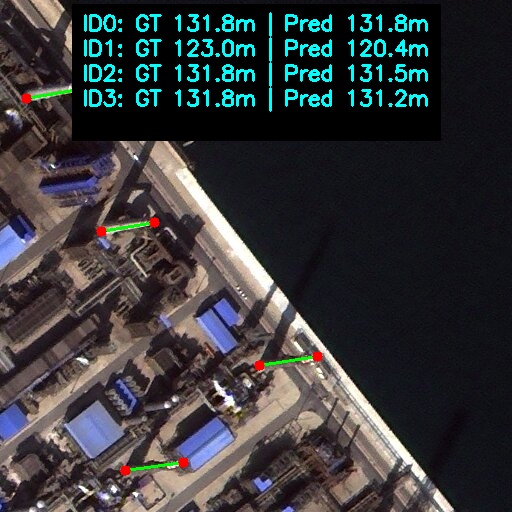 ID0: GT 131.8m | Pred 131.8m
ID1: GT 123.0m | Pred 120.4m
ID2: GT 131.8m | Pred 131.5m
ID3: GT 131.8m | Pred 131.2m